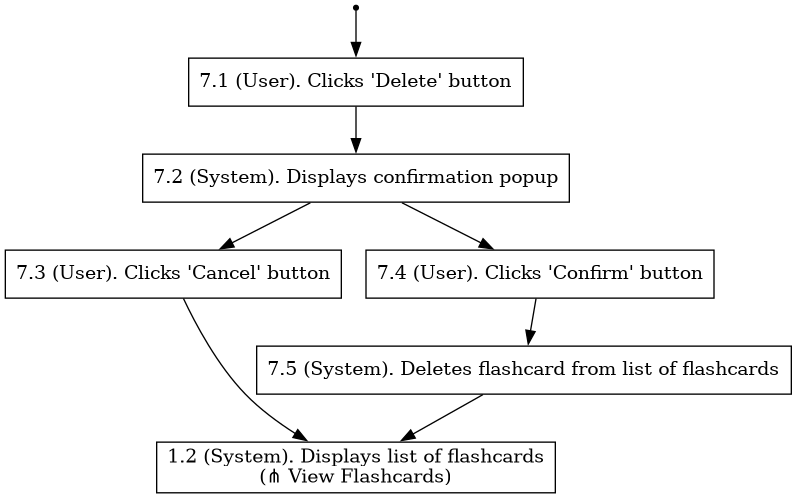 7.1 (User). Clicks 'Delete' button
7.2 (System). Displays confirmation popup
7.3 (User). Clicks 'Cancel' button
7.4 (User). Clicks 'Confirm' button
7.5 (System). Deletes flashcard from list of flashcards
1.2 (System). Displays list of flashcards
(⋔ View Flashcards)